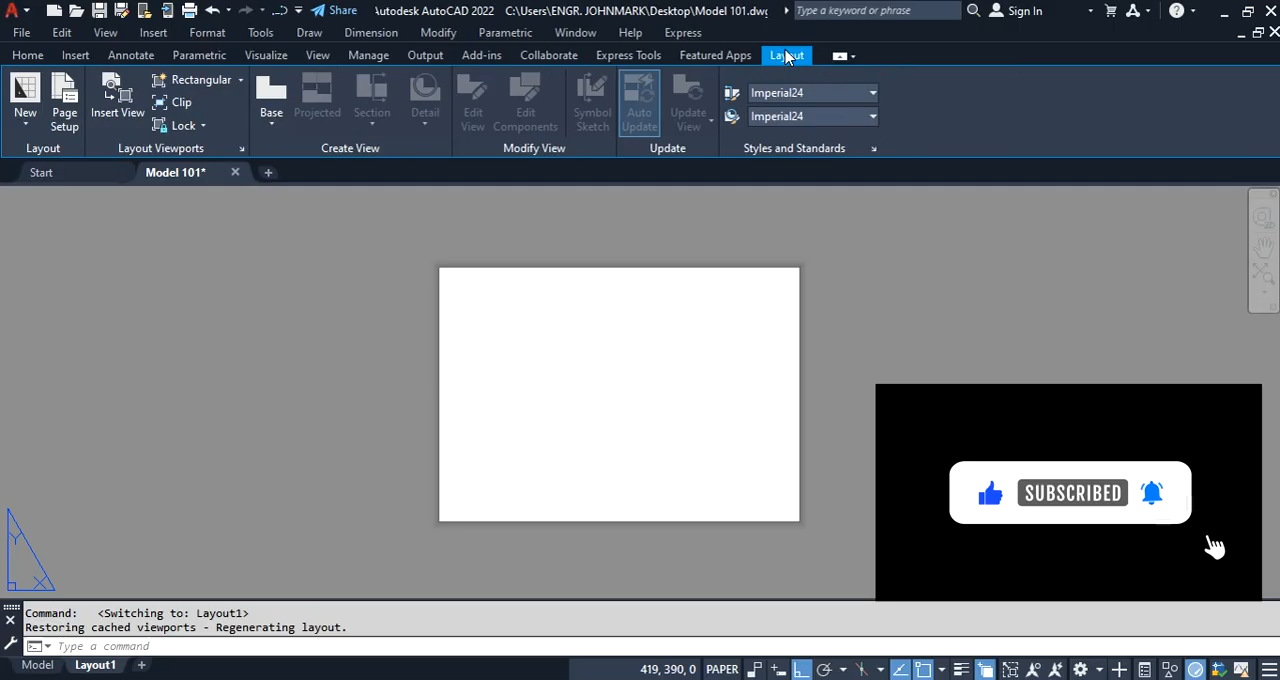 Share
\utodesk AutoCAD 2022 C:\Users\ENGR. JOHNMARK\Desktop\Model 101.dwg
Type a keyword or phrase
Sign In
File Edit View Insert Format Tools Draw Dimension Modify Parametric Window Help Express
Home Insert Annotate Parametric Visualize View Manage Output Add-ins Collaborate Express Tools Featured Apps Layout
New
Page
Setup
Layout
Insert View
Rectangular
Clip
Lock
Layout Viewports
Base
Projected
Section
Detail
Create View
Edit
View
Edit
Components
Symbol
Sketch
Modify View
Auto
Update
Update
View
Update
Imperial24
Imperial24
Styles and Standards
Start
Model 101*
SUBSCRIBED
Y
X
Command: <Switching to: Layout1>
Restoring cached viewports - Regenerating layout.
Type a command
Model Layout1
419, 390, 0 PAPER